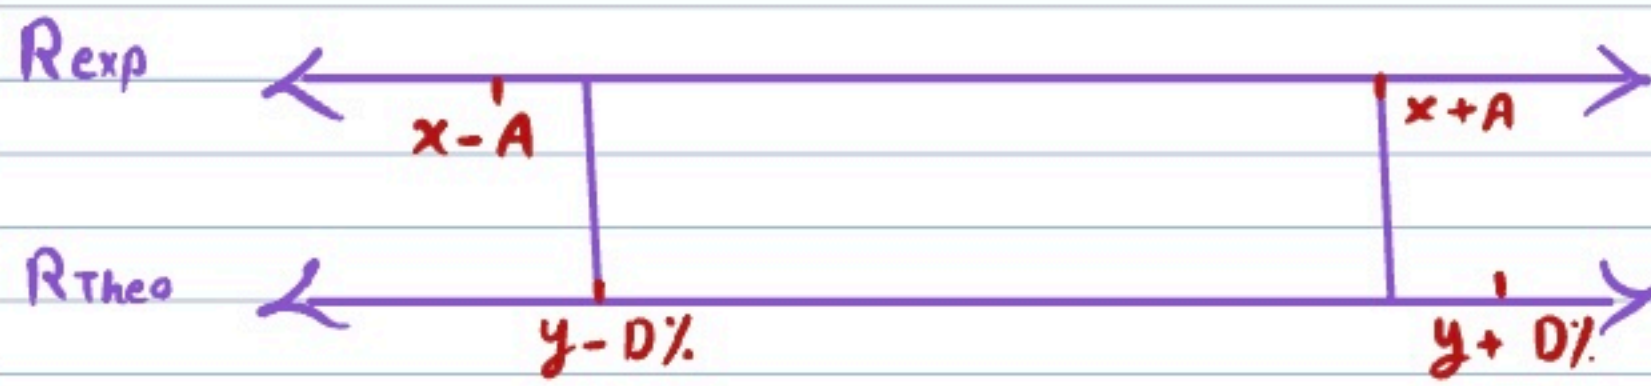 Rexp
x - A
x + A
RTheo
y - D%
y + D%